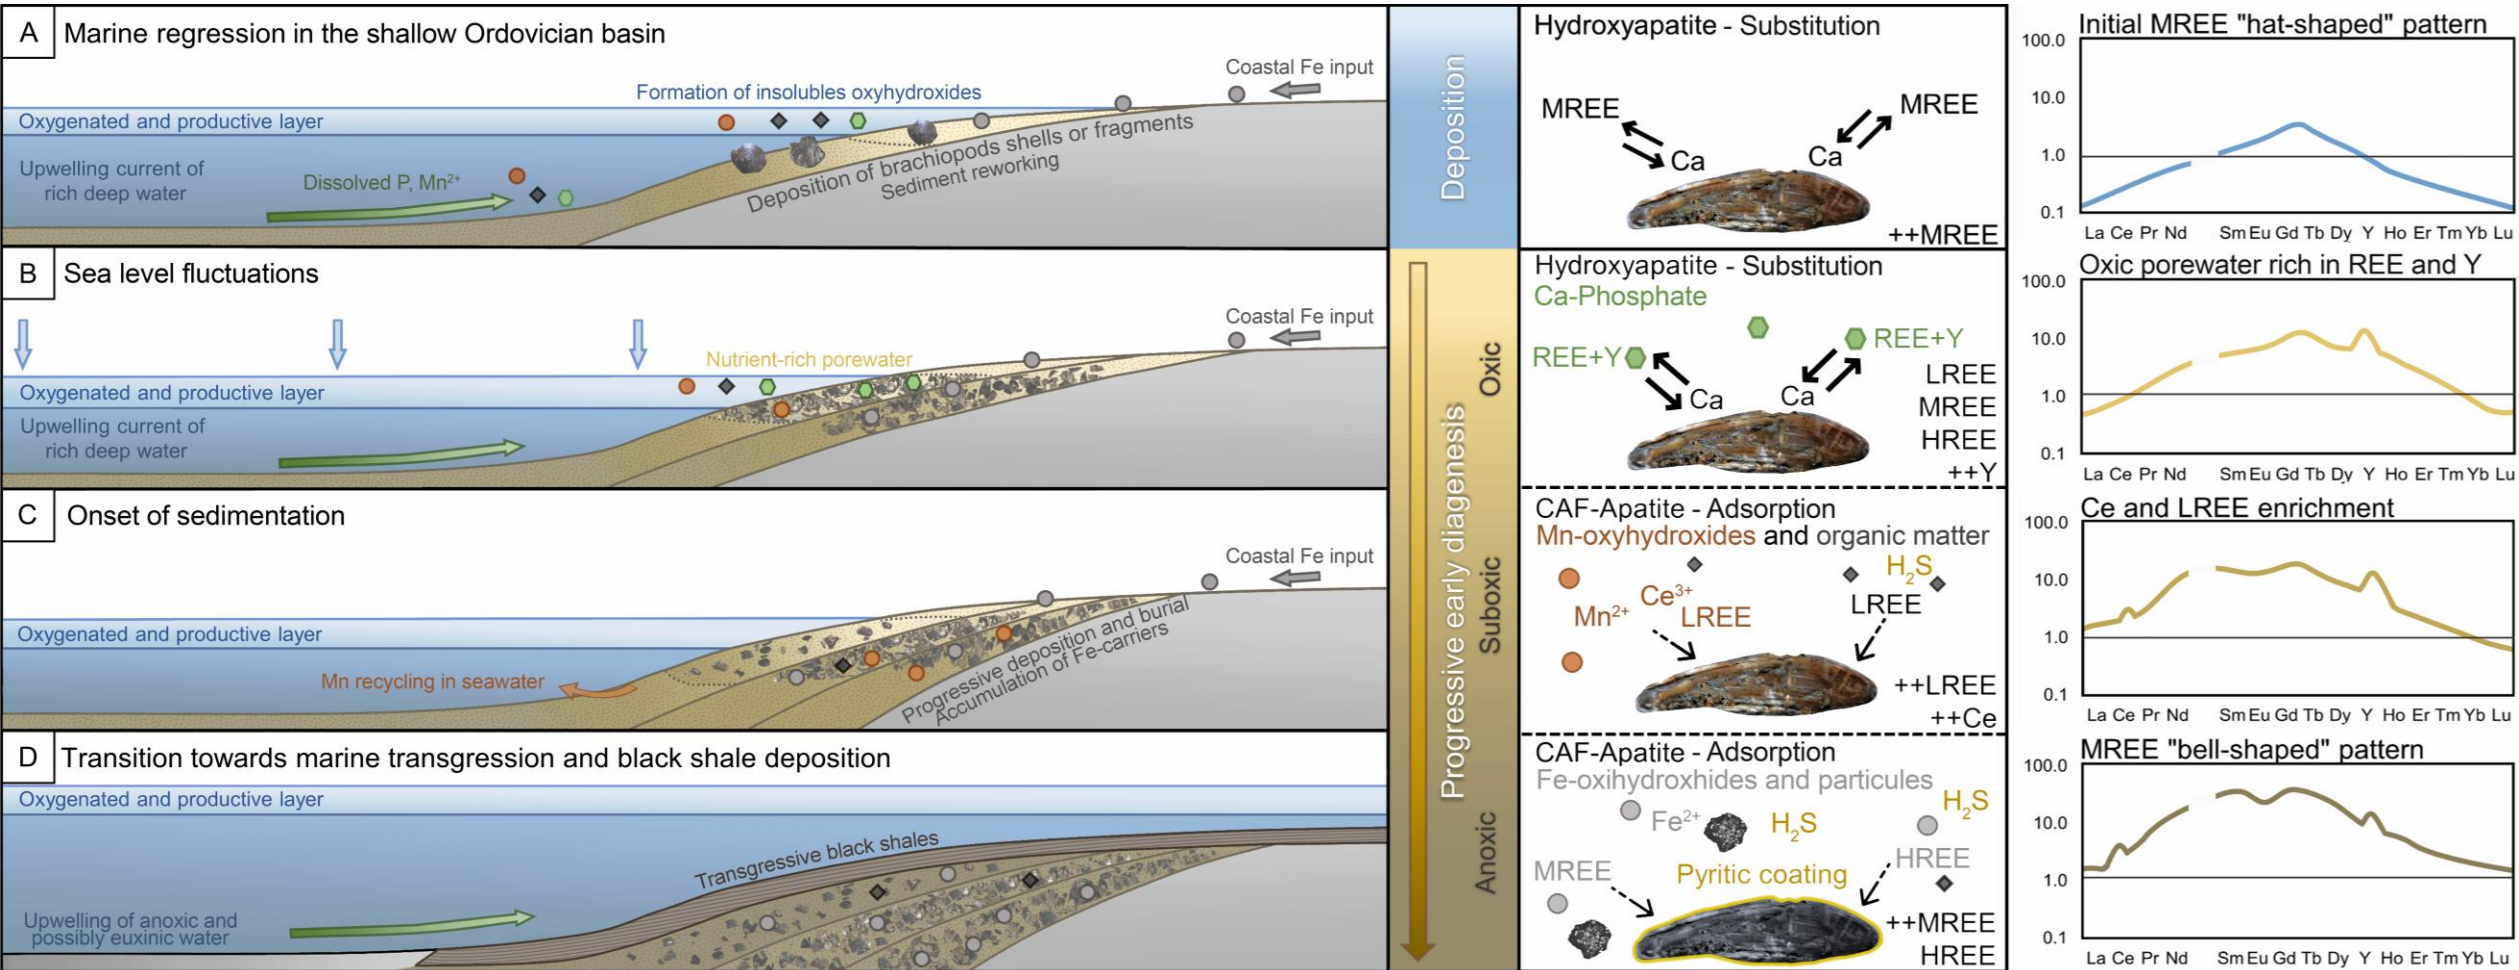 A Marine regression in the shallow Ordovician basin
Coastal Fe input
Formation of insolubles oxyhydroxides
Oxygenated and productive layer
Upwelling current of
rich deep water
Dissolved P, Mn²⁺
Deposition of brachiopods shells or fragments
Sediment reworking
Deposition
Hydroxyapatite - Substitution
MREE
MREE
Ca
Ca
++MREE
Initial MREE "hat-shaped" pattern
100.0
10.0
1.0
0.1
La Ce Pr Nd Sm Eu Gd Tb Dy Y Ho Er Tm Yb Lu
B Sea level fluctuations
Coastal Fe input
Nutrient-rich porewater
Oxygenated and productive layer
Upwelling current of
rich deep water
Progressive early diagenesis
Oxic
Suboxic
Anoxic
Hydroxyapatite - Substitution
Ca-Phosphate
REE+Y
REE+Y
Ca
Ca
LREE
MREE
HREE
++Y
Oxic porewater rich in REE and Y
100.0
10.0
1.0
0.1
La Ce Pr Nd Sm Eu Gd Tb Dy Y Ho Er Tm Yb Lu
C Onset of sedimentation
Coastal Fe input
Oxygenated and productive layer
Mn recycling in seawater
Progressive deposition and burial
Accumulation of Fe-carriers
CAF-Apatite - Adsorption
Mn-oxyhydroxides and organic matter
H₂S
Ce³⁺
Mn²⁺
LREE
LREE
++LREE
++Ce
Ce and LREE enrichment
100.0
10.0
1.0
0.1
La Ce Pr Nd Sm Eu Gd Tb Dy Y Ho Er Tm Yb Lu
D Transition towards marine transgression and black shale deposition
Oxygenated and productive layer
Transgressive black shales
Upwelling of anoxic and
possibly euxinic water
CAF-Apatite - Adsorption
Fe-oxihydroxhides and particules
H₂S
Fe²⁺
H₂S
MREE
HREE
Pyritic coating
++MREE
HREE
MREE "bell-shaped" pattern
100.0
10.0
1.0
0.1
La Ce Pr Nd Sm Eu Gd Tb Dy Y Ho Er Tm Yb Lu